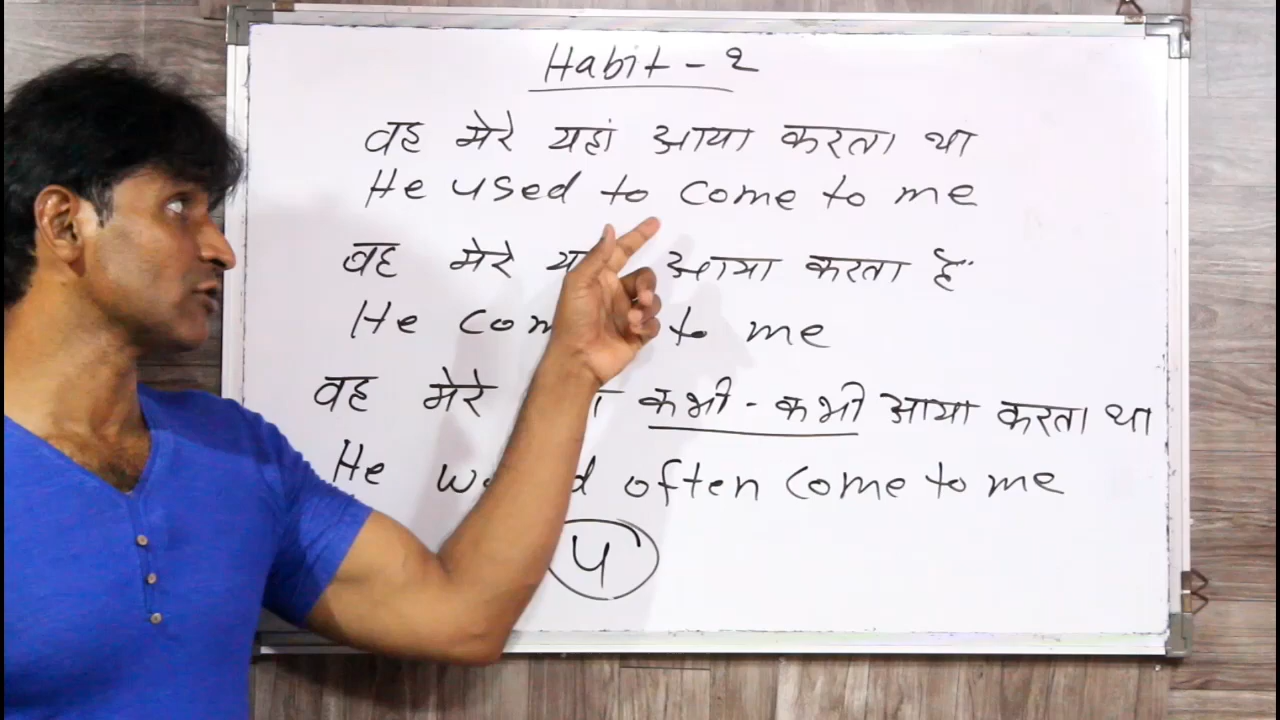 Habit - 2
वह मेरे यहां आया करता था
He used to come to me
वह मेरे आया करता है
He to me
वह मेरे कभी - कभी आया करता था
He often come to me
4